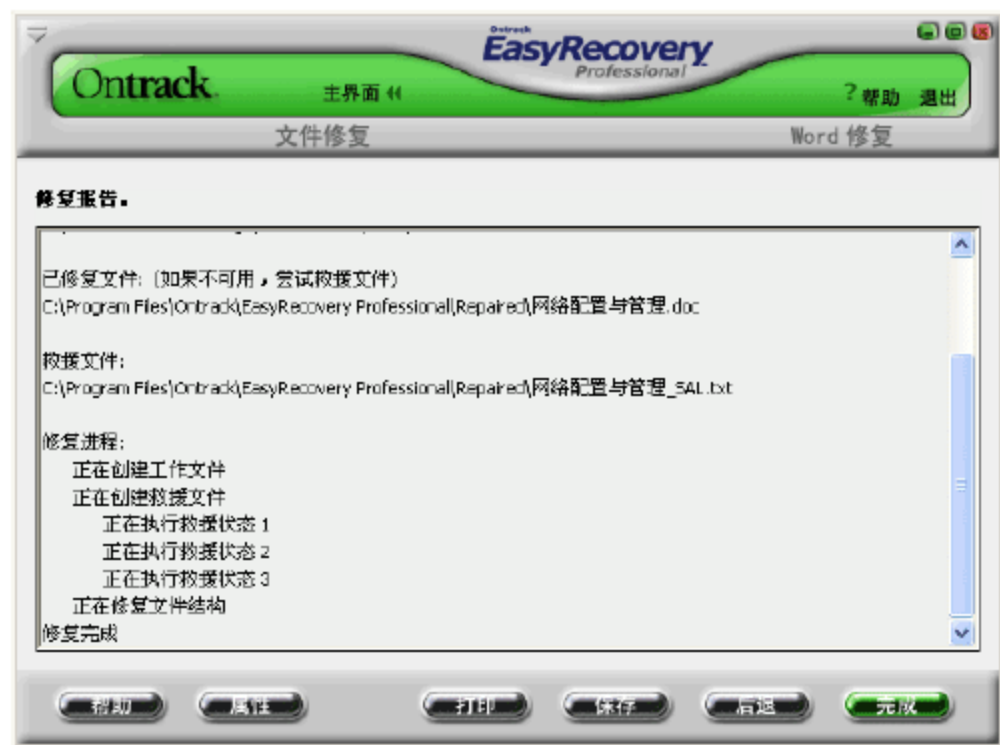 Ontrack
EasyRecovery
Professional
Ontrack
主界面
?帮助 退出
文件修复
Word 修复
修复报告。
已修复文件:(如果不可用，尝试救援文件)
C:\Program Files\Ontrack\EasyRecovery Professional\Repaired\网络配置与管理.doc
救援文件:
C:\Program Files\Ontrack\EasyRecovery Professional\Repaired\网络配置与管理_SAL.txt
修复进程:
正在创建工作文件
正在创建救援文件
正在执行救援状态 1
正在执行救援状态 2
正在执行救援状态 3
正在修复文件结构
修复完成
帮助 属性 打印 保存 后退 完成